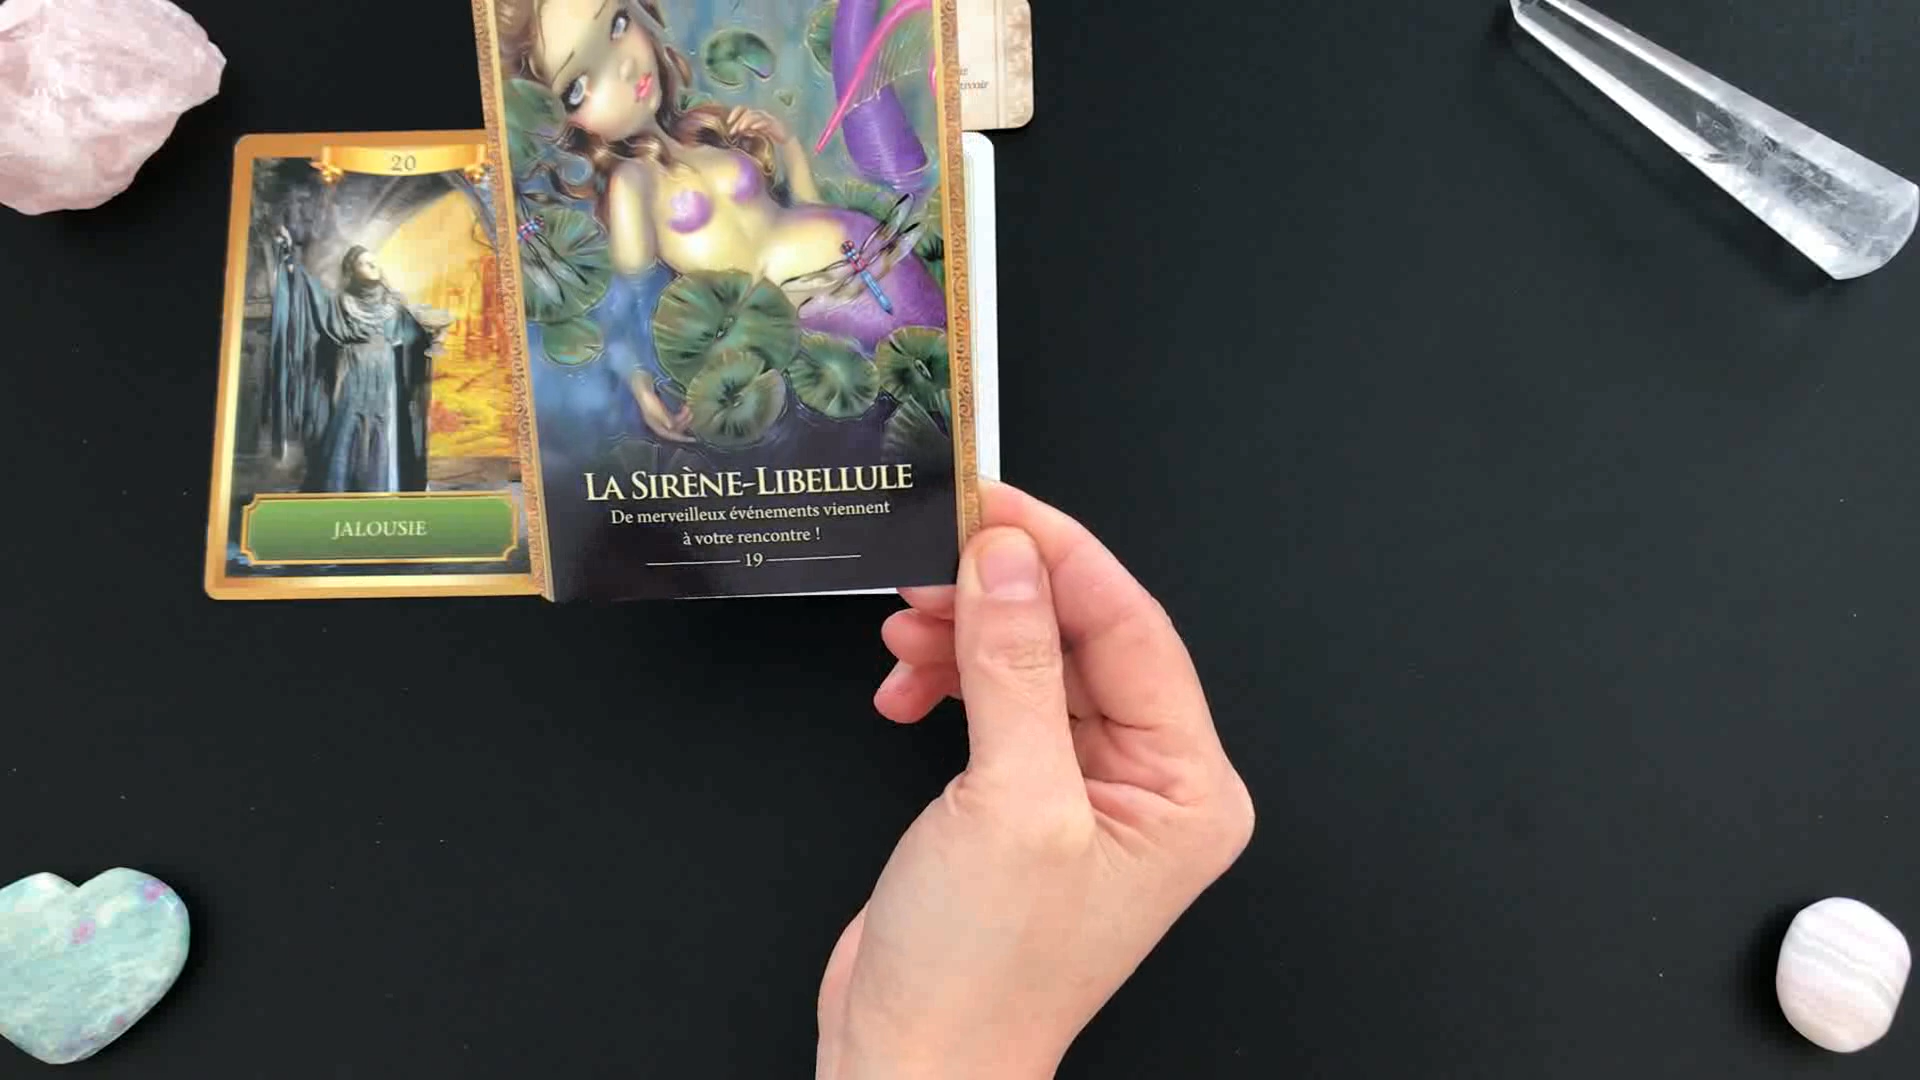 20
JALOUSIE
LA SIRÈNE-LIBELLULE
De merveilleux événements viennent
à votre rencontre !
19